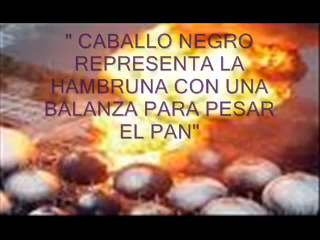 " CABALLO NEGRO
REPRESENTA LA
HAMBRUNA CON UNA
BALANZA PARA PESAR
EL PAN"